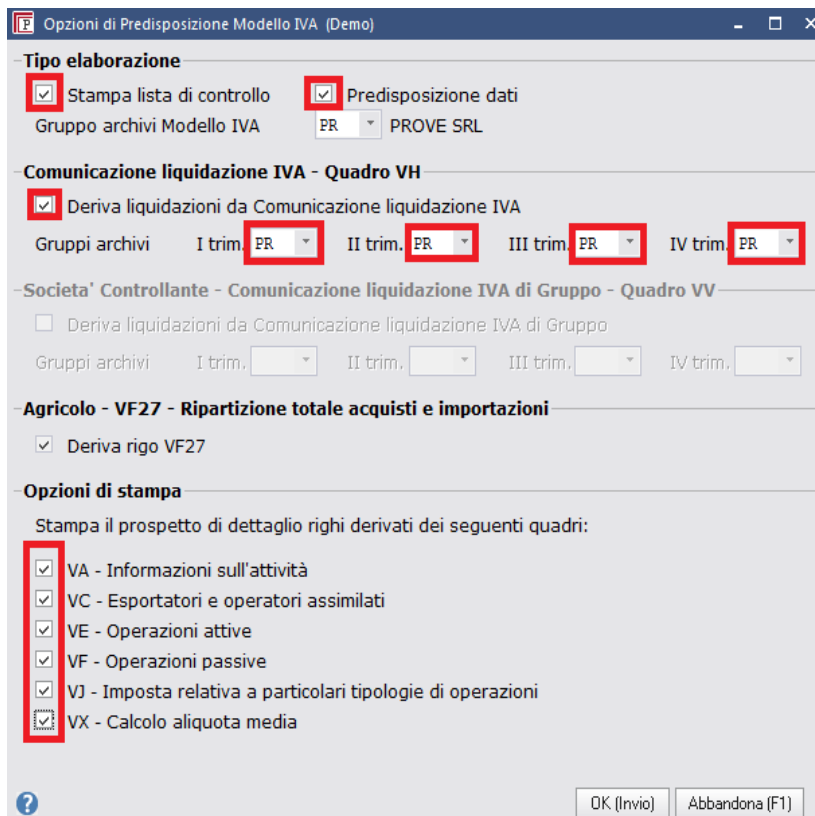 Opzioni di Predisposizione Modello IVA (Demo)
Tipo elaborazione
Stampa lista di controllo Predisposizione dati
Gruppo archivi Modello IVA PR PROVE SRL
Comunicazione liquidazione IVA - Quadro VH
Deriva liquidazioni da Comunicazione liquidazione IVA
Gruppi archivi I trim. PR II trim. PR III trim. PR IV trim. PR
Societa' Controllante - Comunicazione liquidazione IVA di Gruppo - Quadro VV
Deriva liquidazioni da Comunicazione liquidazione IVA di Gruppo
Gruppi archivi I trim. II trim. III trim. IV trim.
Agricolo - VF27 - Ripartizione totale acquisti e importazioni
Deriva rigo VF27
Opzioni di stampa
Stampa il prospetto di dettaglio righi derivati dei seguenti quadri:
VA - Informazioni sull'attività
VC - Esportatori e operatori assimilati
VE - Operazioni attive
VF - Operazioni passive
VJ - Imposta relativa a particolari tipologie di operazioni
VX - Calcolo aliquota media
OK (Invio) Abbandona (F1)